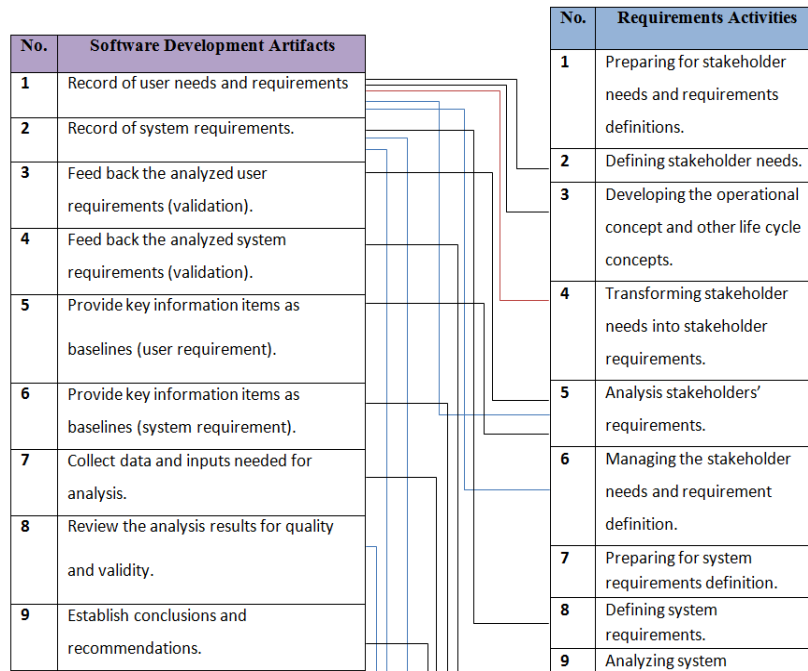 No. Software Development Artifacts
1 Record of user needs and requirements
2 Record of system requirements.
3 Feed back the analyzed user
requirements (validation).
4 Feed back the analyzed system
requirements (validation).
5 Provide key information items as
baselines (user requirement).
6 Provide key information items as
baselines (system requirement).
7 Collect data and inputs needed for
analysis.
8 Review the analysis results for quality
and validity.
9 Establish conclusions and
recommendations.
No. Requirements Activities
1 Preparing for stakeholder
needs and requirements
definitions.
2 Defining stakeholder needs.
3 Developing the operational
concept and other life cycle
concepts.
4 Transforming stakeholder
needs into stakeholder
requirements.
5 Analysis stakeholders’
requirements.
6 Managing the stakeholder
needs and requirement
definition.
7 Preparing for system
requirements definition.
8 Defining system
requirements.
9 Analyzing system